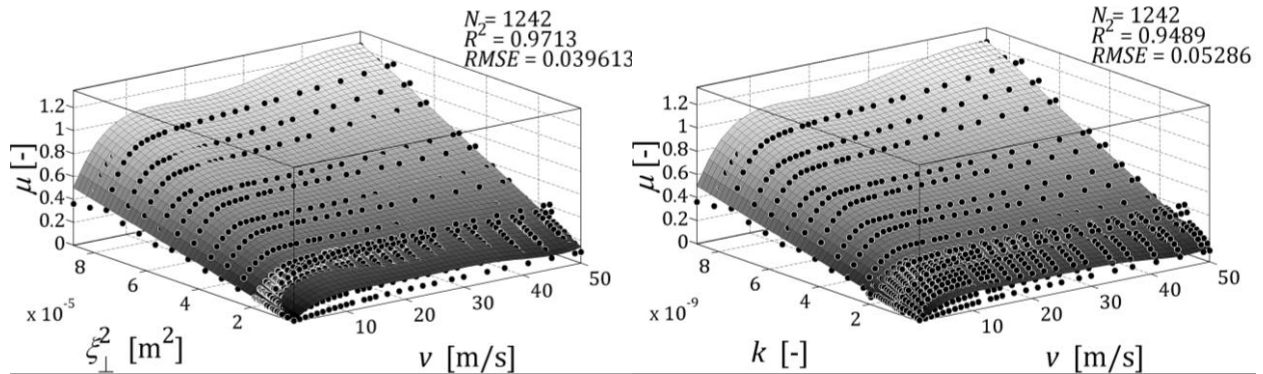 N = 1242
R² = 0.9713
RMSE = 0.039613
1.2
1
0.8
0.6
0.4
0.2
0
μ [-]
8
6
4
2
x 10⁻⁵
ξ²⊥ [m²]
10
20
30
40
50
v [m/s]
N = 1242
R² = 0.9489
RMSE = 0.05286
1.2
1
0.8
0.6
0.4
0.2
0
μ [-]
8
6
4
2
x 10⁻⁹
k [-]
10
20
30
40
50
v [m/s]